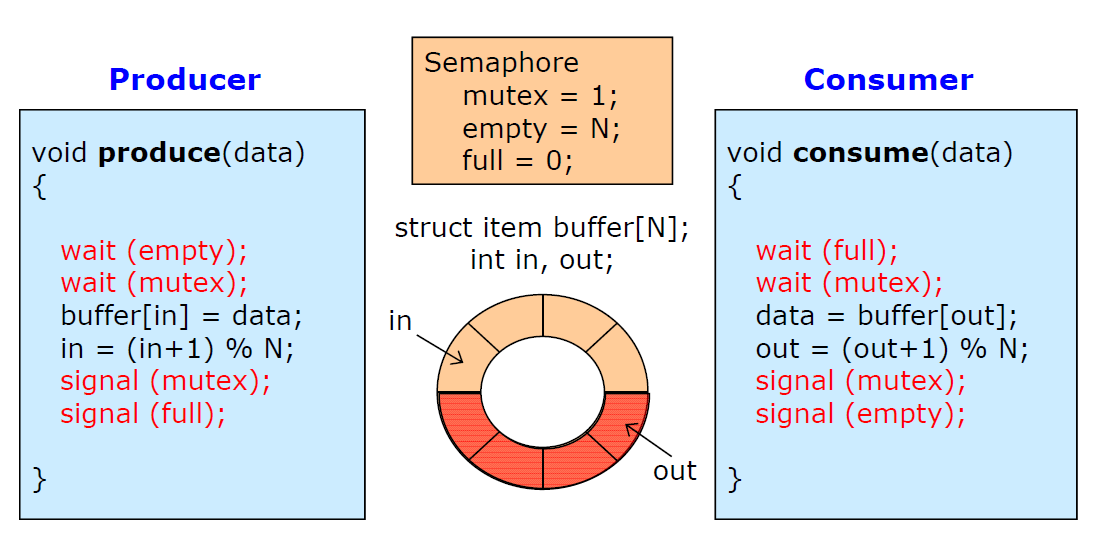 Producer
void produce(data)
{
wait (empty);
wait (mutex);
buffer[in] = data;
in = (in+1) % N;
signal (mutex);
signal (full);
}
Semaphore
mutex = 1;
empty = N;
full = 0;
struct item buffer[N];
int in, out;
in
out
Consumer
void consume(data)
{
wait (full);
wait (mutex);
data = buffer[out];
out = (out+1) % N;
signal (mutex);
signal (empty);
}